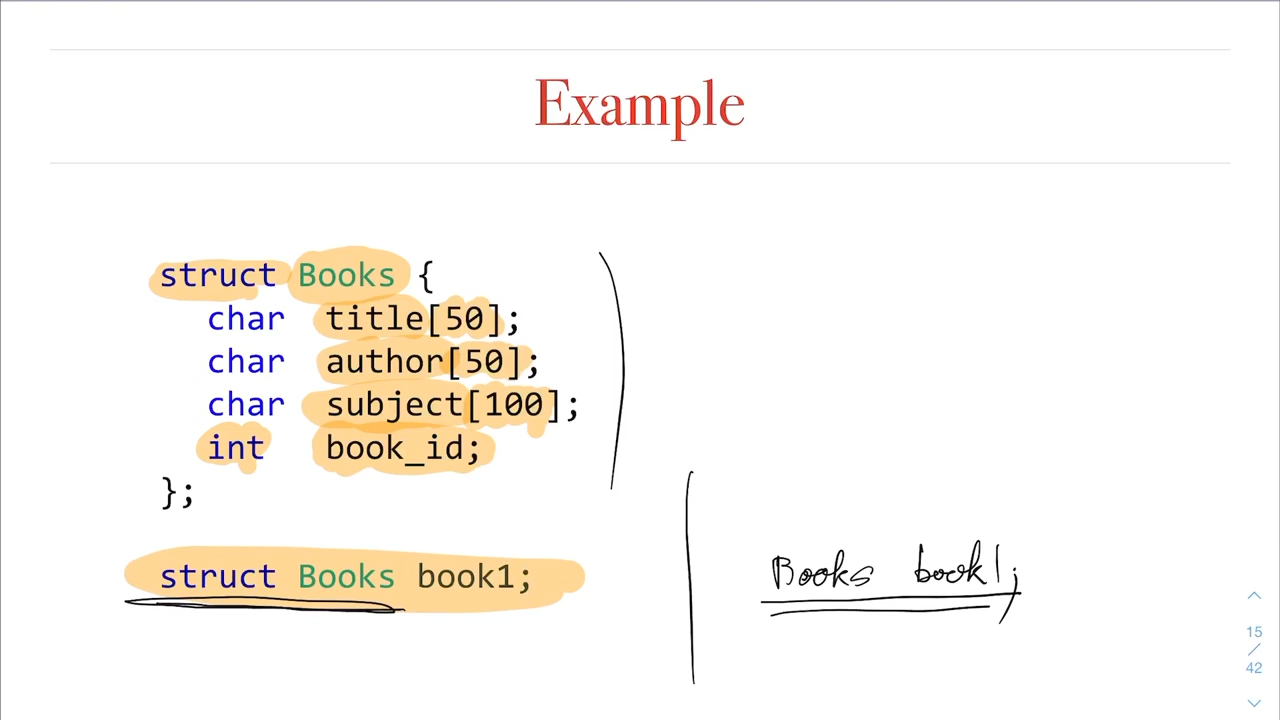 Example
struct Books {
char title[50];
char author[50];
char subject[100];
int book_id;
};
struct Books book1;
Books book1;
15
/
42